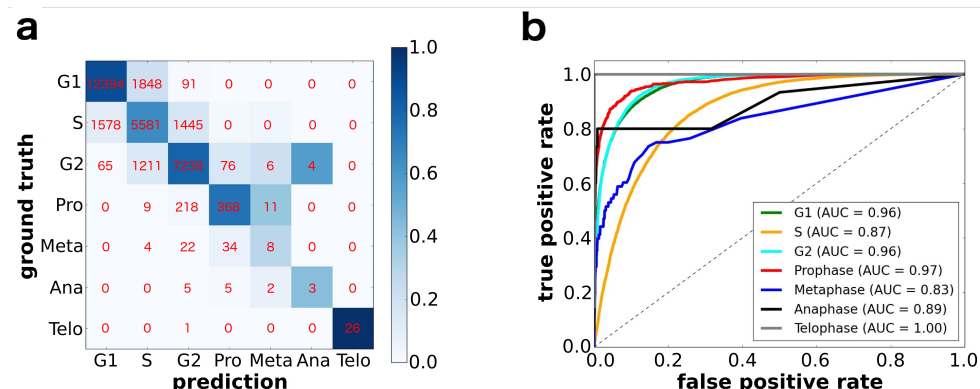 a
ground truth
G1 1848 91 0 0 0 0
S 1578 5581 1445 0 0 0 0
G2 65 1211 76 6 4 0
Pro 0 9 218 368 11 0 0
Meta 0 4 22 34 8 0 0
Ana 0 0 5 5 2 3 0
Telo 0 0 1 0 0 0 26
G1 S G2 Pro Meta Ana Telo
prediction
1.0
0.8
0.6
0.4
0.2
0.0
b
true positive rate
1.0
0.8
0.6
0.4
0.2
0.0
0.0 0.2 0.4 0.6 0.8 1.0
false positive rate
G1 (AUC = 0.96)
S (AUC = 0.87)
G2 (AUC = 0.96)
Prophase (AUC = 0.97)
Metaphase (AUC = 0.83)
Anaphase (AUC = 0.89)
Telophase (AUC = 1.00)